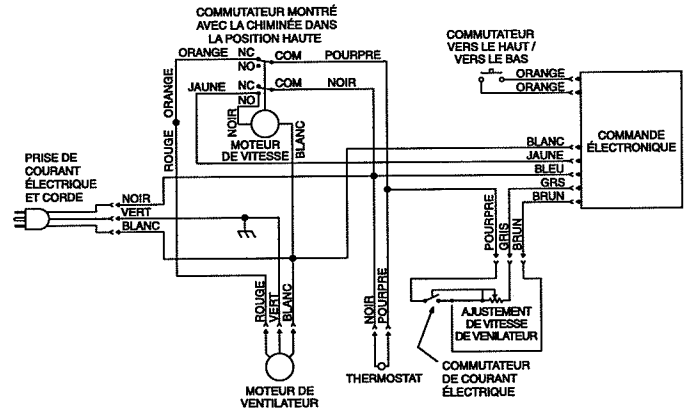 COMMUTATEUR MONTRÉ
AVEC LA CHIMINÉE DANS
LA POSITION HAUTE
ORANGE NC
COM
POURPRE
NO
JAUNE NC
COM
NOIR
NO
ORANGE
ROUGE
NOIR
BLANC
MOTEUR
DE VITESSE
COMMUTATEUR
VERS LE HAUT /
VERS LE BAS
ORANGE
ORANGE
COMMANDE
ÉLECTRONIQUE
BLANC
JAUNE
BLEU
GRS
BRUN
PRISE DE
COURANT
ÉLECTRIQUE
ET CORDE
NOIR
VERT
BLANC
POURPRE
GRIS
BRUN
ROUGE
VERT
BLANC
NOIR
POURPRE
AJUSTEMENT
DE VITESSE
DE VENILATEUR
MOTEUR DE
VENTILATEUR
THERMOSTAT
COMMUTATEUR
DE COURANT
ÉLECTRIQUE